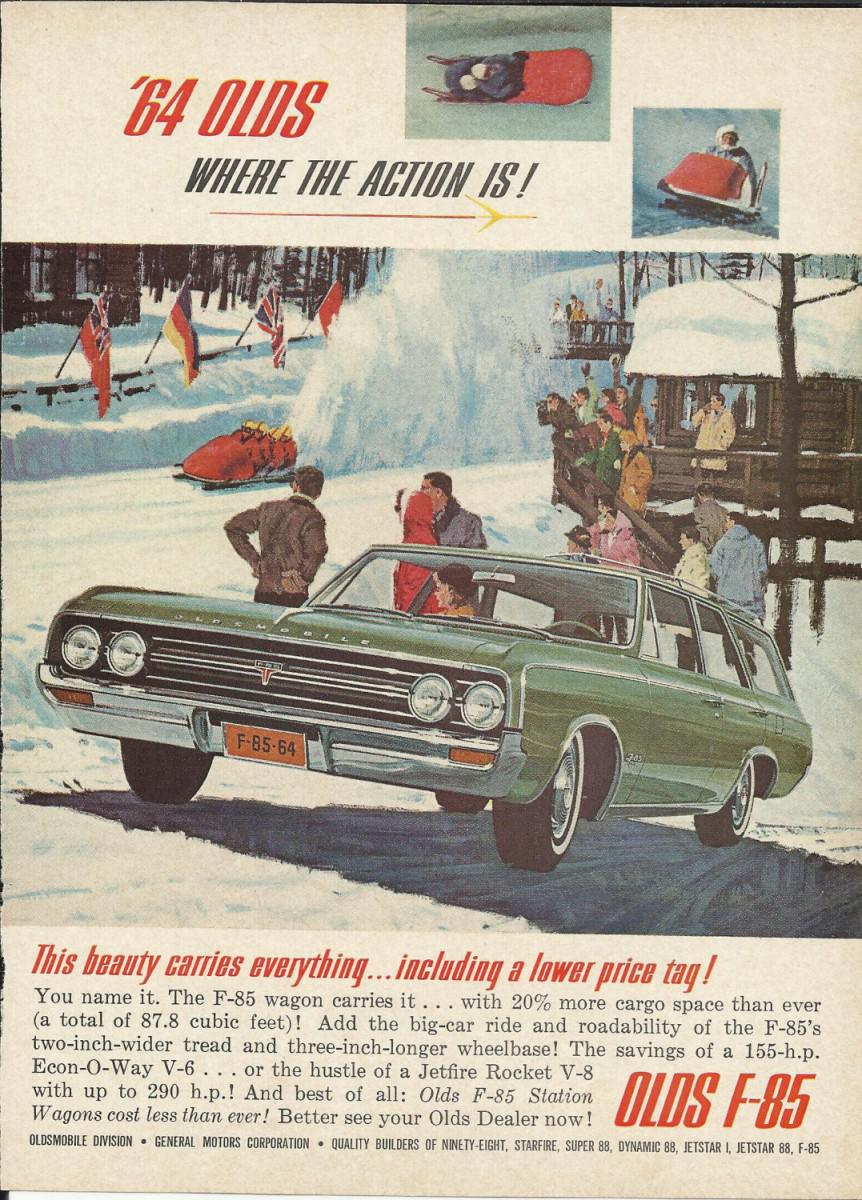 '64 OLDS
WHERE THE ACTION IS!
OLDSMOBILE
F-85
F-85-64
F-85
This beauty carries everything...including a lower price tag!
You name it. The F-85 wagon carries it . . . with 20% more cargo space than ever
(a total of 87.8 cubic feet)! Add the big-car ride and roadability of the F-85's
two-inch-wider tread and three-inch-longer wheelbase! The savings of a 155-h.p.
Econ-O-Way V-6 . . . or the hustle of a Jetfire Rocket V-8
with up to 290 h.p.! And best of all: Olds F-85 Station
Wagons cost less than ever! Better see your Olds Dealer now!
OLDS F-85
OLDSMOBILE DIVISION • GENERAL MOTORS CORPORATION • QUALITY BUILDERS OF NINETY-EIGHT, STARFIRE, SUPER 88, DYNAMIC 88, JETSTAR I, JETSTAR 88, F-85